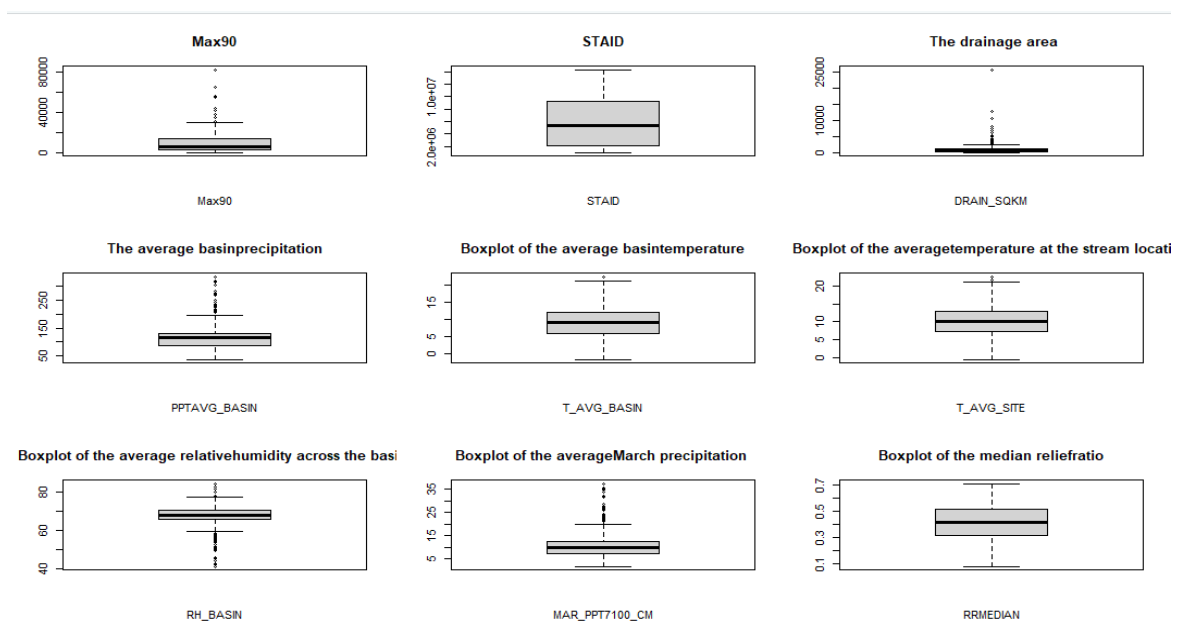 Max90
STAID
The drainage area
80000
40000
0
1.0e+07
2.0e+06
25000
10000
0
Max90
STAID
DRAIN_SQKM
The average basinprecipitation
Boxplot of the average basintemperature
Boxplot of the averagetemperature at the stream locati
250
150
50
15
5
0
20
10
5
0
PPTAVG_BASIN
T_AVG_BASIN
T_AVG_SITE
Boxplot of the average relativehumidity across the basi
Boxplot of the averageMarch precipitation
Boxplot of the median reliefratio
80
60
40
35
25
15
5
0.7
0.5
0.3
0.1
RH_BASIN
MAR_PPT7100_CM
RRMEDIAN